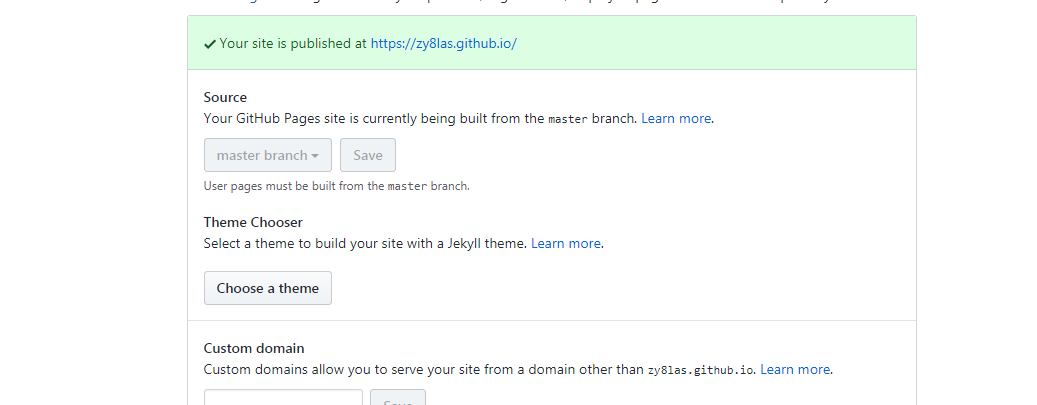 Your site is published at https://zy8las.github.io/
Source
Your GitHub Pages site is currently being built from the master branch. Learn more.
master branch Save
User pages must be built from the master branch.
Theme Chooser
Select a theme to build your site with a Jekyll theme. Learn more.
Choose a theme
Custom domain
Custom domains allow you to serve your site from a domain other than zy8las.github.io. Learn more.
Save